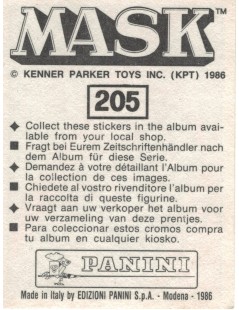 MASK™
© KENNER PARKER TOYS INC. (KPT) 1986
205
◆ Collect these stickers in the album avai-
lable from your local shop.
■ Fragt bei Eurem Zeitschriftenhändler nach
dem Album für diese Serie.
◆ Demandez à votre détaillant l'Album pour
la collection de ces images.
■ Chiedete al vostro rivenditore l'album per
la raccolta di queste figurine.
◆ Vraagt aan uw verkoper het album voor
uw verzameling van deze prentjes.
■ Para coleccionar estos cromos compra
tu album en cualquier kiosko.
PANINI
Made in Italy by EDIZIONI PANINI S.p.A. - Modena - 1986